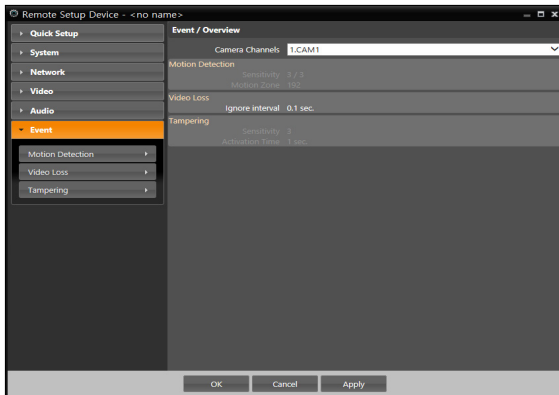 Remote Setup Device - <no name>
Quick Setup
System
Network
Video
Audio
Event
Motion Detection
Video Loss
Tampering
Event / Overview
Camera Channels 1.CAM1
Motion Detection
Sensitivity 3 / 3
Motion Zone 192
Video Loss
Ignore interval 0.1 sec.
Tampering
Sensitivity 3
Activation Time 1 sec.
OK Cancel Apply